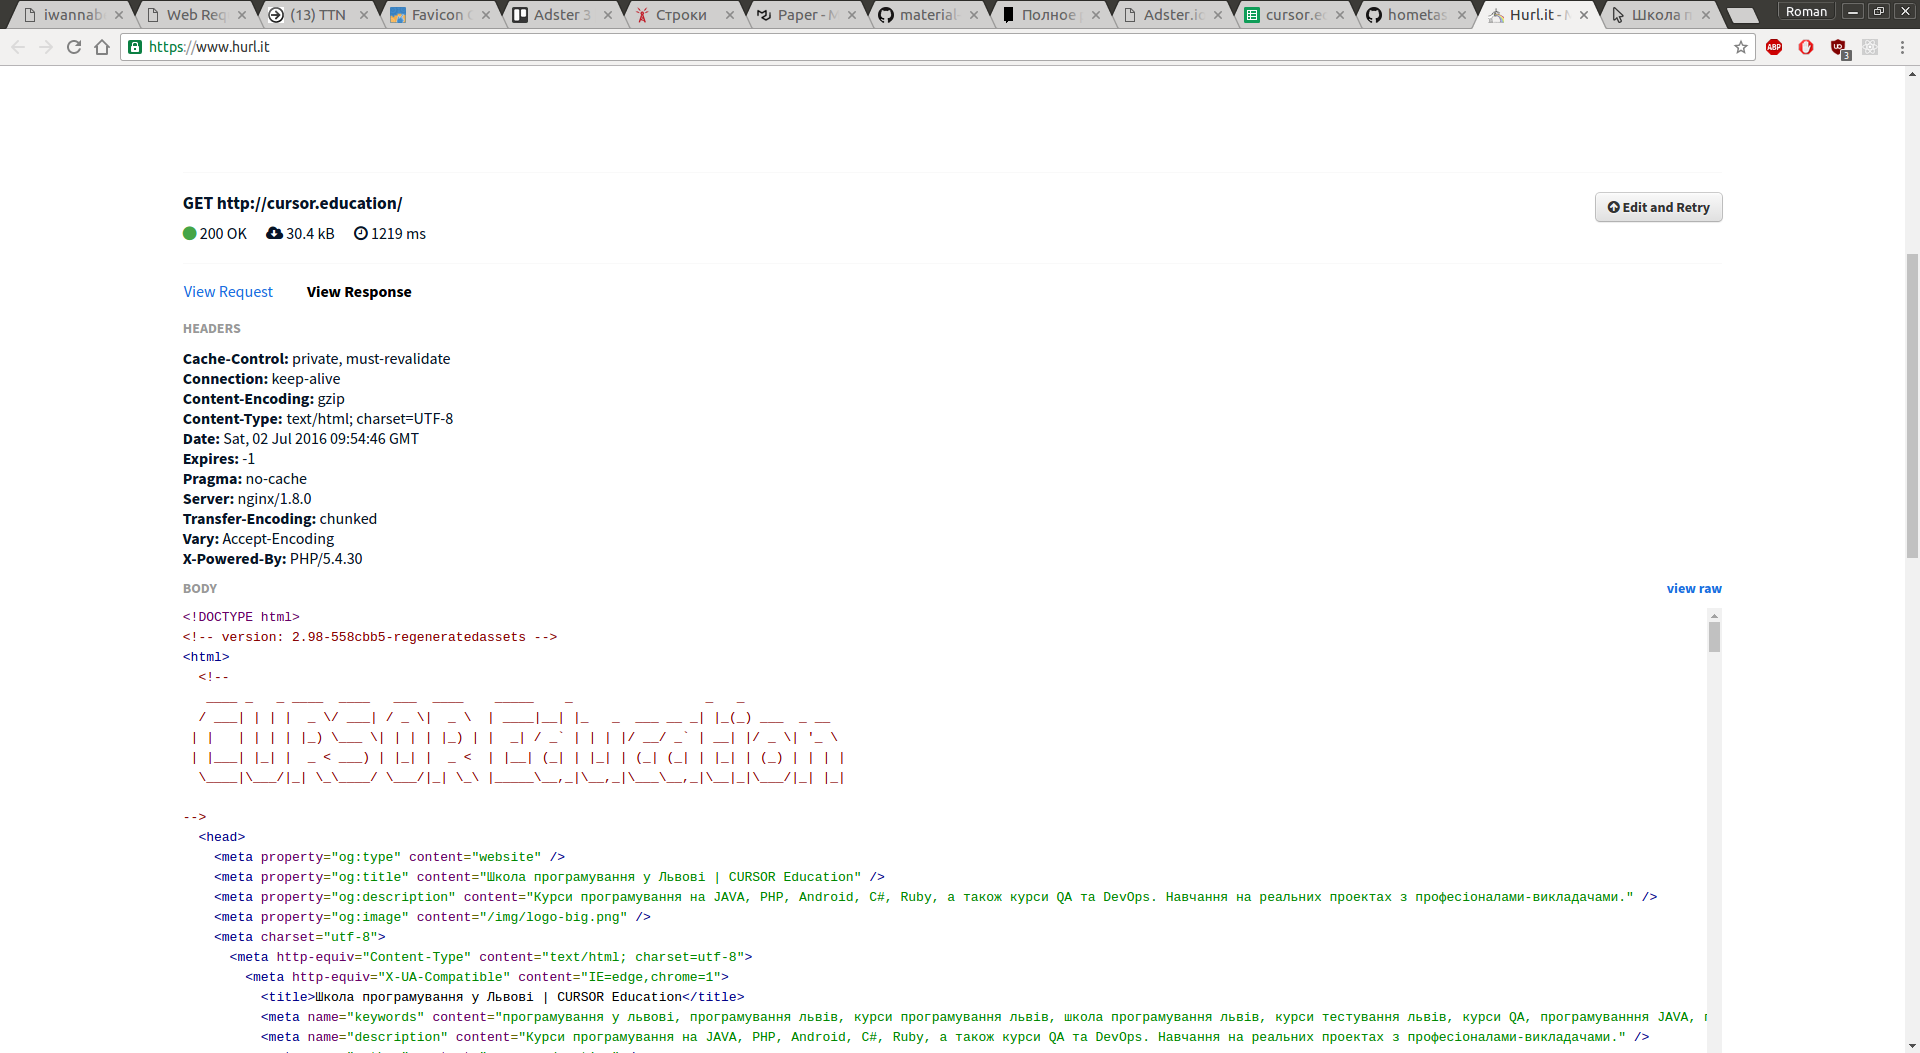 iwannab
Web Req
(13) TTN
Favicon
Adster 3
Строки
Paper - M
material-
Полное
Adster.io
cursor.ed
hometas
Hurl.it - M
Школа п
Roman
https://www.hurl.it
GET http://cursor.education/
Edit and Retry
200 OK 30.4 kB 1219 ms
View Request View Response
HEADERS
Cache-Control: private, must-revalidate
Connection: keep-alive
Content-Encoding: gzip
Content-Type: text/html; charset=UTF-8
Date: Sat, 02 Jul 2016 09:54:46 GMT
Expires: -1
Pragma: no-cache
Server: nginx/1.8.0
Transfer-Encoding: chunked
Vary: Accept-Encoding
X-Powered-By: PHP/5.4.30
BODY view raw
<!DOCTYPE html>
<!-- version: 2.98-558cbb5-regeneratedassets -->
<html>
<!--
CURSOR Education
-->
<head>
<meta property="og:type" content="website" />
<meta property="og:title" content="Школа програмування у Львові | CURSOR Education" />
<meta property="og:description" content="Курси програмування на JAVA, PHP, Android, C#, Ruby, а також курси QA та DevOps. Навчання на реальних проектах з професіоналами-викладачами." />
<meta property="og:image" content="/img/logo-big.png" />
<meta charset="utf-8">
<meta http-equiv="Content-Type" content="text/html; charset=utf-8">
<meta http-equiv="X-UA-Compatible" content="IE=edge,chrome=1">
<title>Школа програмування у Львові | CURSOR Education</title>
<meta name="keywords" content="програмування у львові, програмування львів, курси програмування львів, школа програмування львів, курси тестування львів, курси QA, програмуванння JAVA,
<meta name="description" content="Курси програмування на JAVA, PHP, Android, C#, Ruby, а також курси QA та DevOps. Навчання на реальних проектах з професіоналами-викладачами." />